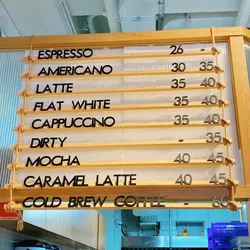 ESPRESSO 26 -
AMERICANO 30 35
LATTE 35 40
FLAT WHITE 35 40
CAPPUCCINO 35 40
DIRTY - 35
MOCHA 40 45
CARAMEL LATTE 40 45
COLD BREW COFFEE - 60